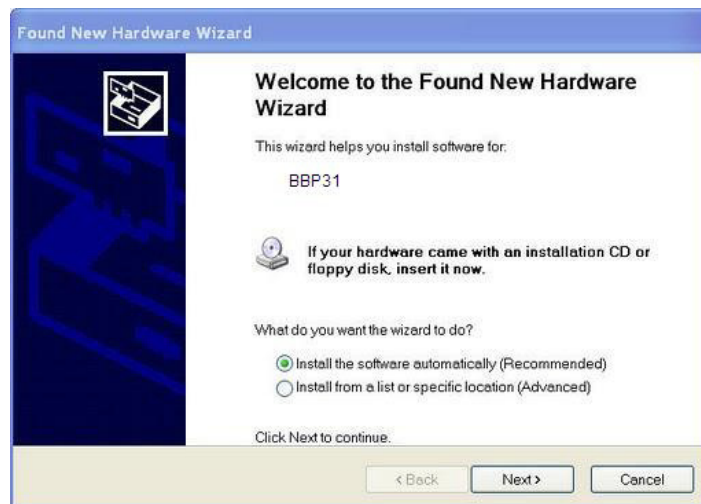 Found New Hardware Wizard
Welcome to the Found New Hardware
Wizard
This wizard helps you install software for:
BBP31
If your hardware came with an installation CD or
floppy disk, insert it now.
What do you want the wizard to do?
Install the software automatically (Recommended)
Install from a list or specific location (Advanced)
Click Next to continue.
< Back
Next >
Cancel